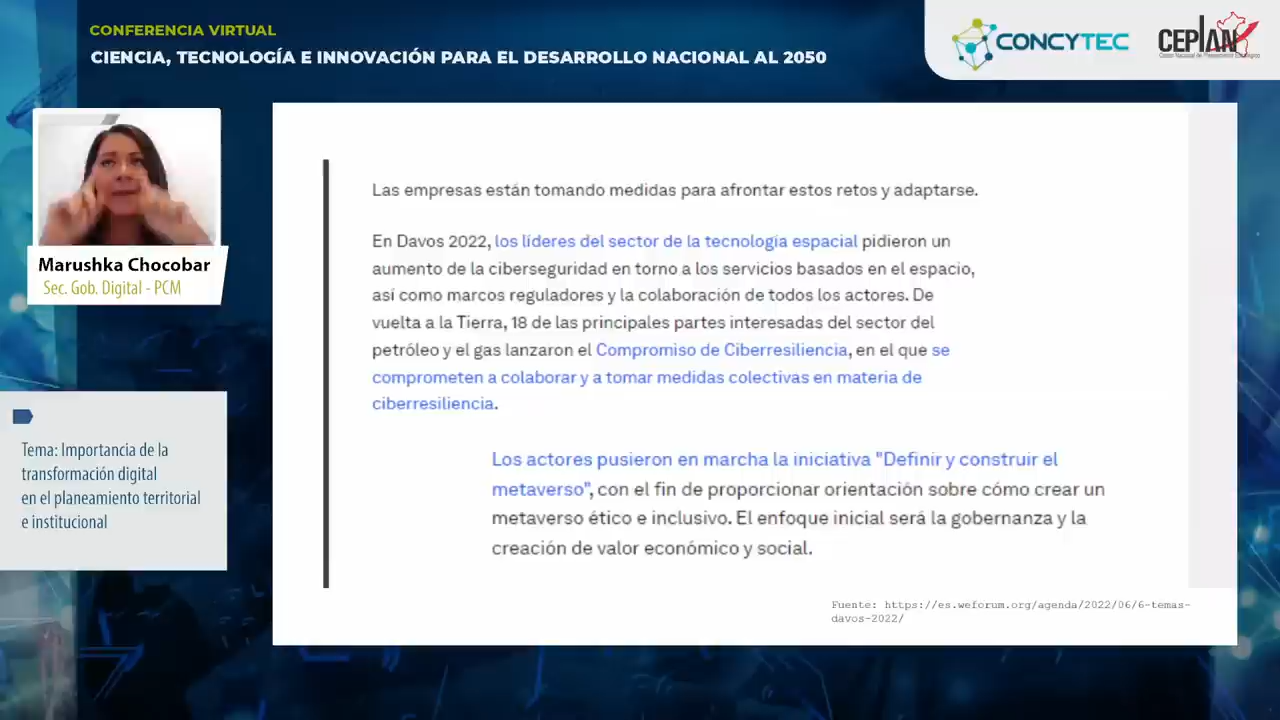 CONFERENCIA VIRTUAL
CIENCIA, TECNOLOGÍA E INNOVACIÓN PARA EL DESARROLLO NACIONAL AL 2050
CONCYTEC
CEPLAN
Marushka Chocobar
Sec. Gob. Digital - PCM
Tema: Importancia de la
transformación digital
en el planeamiento territorial
e institucional
Las empresas están tomando medidas para afrontar estos retos y adaptarse.
En Davos 2022, los líderes del sector de la tecnología espacial pidieron un
aumento de la ciberseguridad en torno a los servicios basados en el espacio,
así como marcos reguladores y la colaboración de todos los actores. De
vuelta a la Tierra, 18 de las principales partes interesadas del sector del
petróleo y el gas lanzaron el Compromiso de Ciberresiliencia, en el que se
comprometen a colaborar y a tomar medidas colectivas en materia de
ciberresiliencia.
Los actores pusieron en marcha la iniciativa "Definir y construir el
metaverso", con el fin de proporcionar orientación sobre cómo crear un
metaverso ético e inclusivo. El enfoque inicial será la gobernanza y la
creación de valor económico y social.
Fuente: https://es.weforum.org/agenda/2022/06/6-temas-
davos-2022/